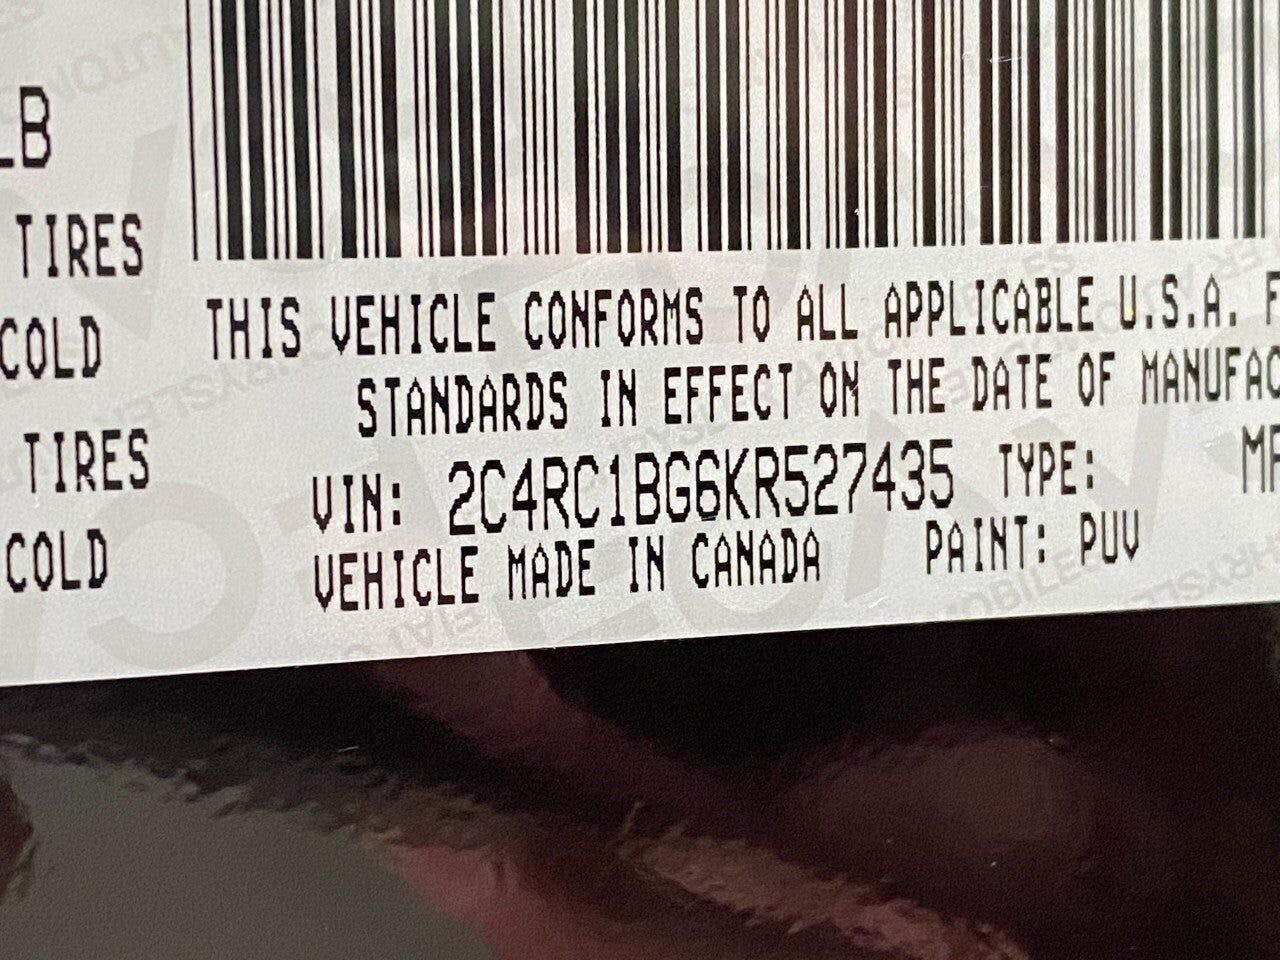 LB
TIRES
COLD
TIRES
COLD
THIS VEHICLE CONFORMS TO ALL APPLICABLE U.S.A. F
STANDARDS IN EFFECT ON THE DATE OF MANUFAC
VIN: 2C4RC1BG6KR527435 TYPE:
VEHICLE MADE IN CANADA PAINT: PUV